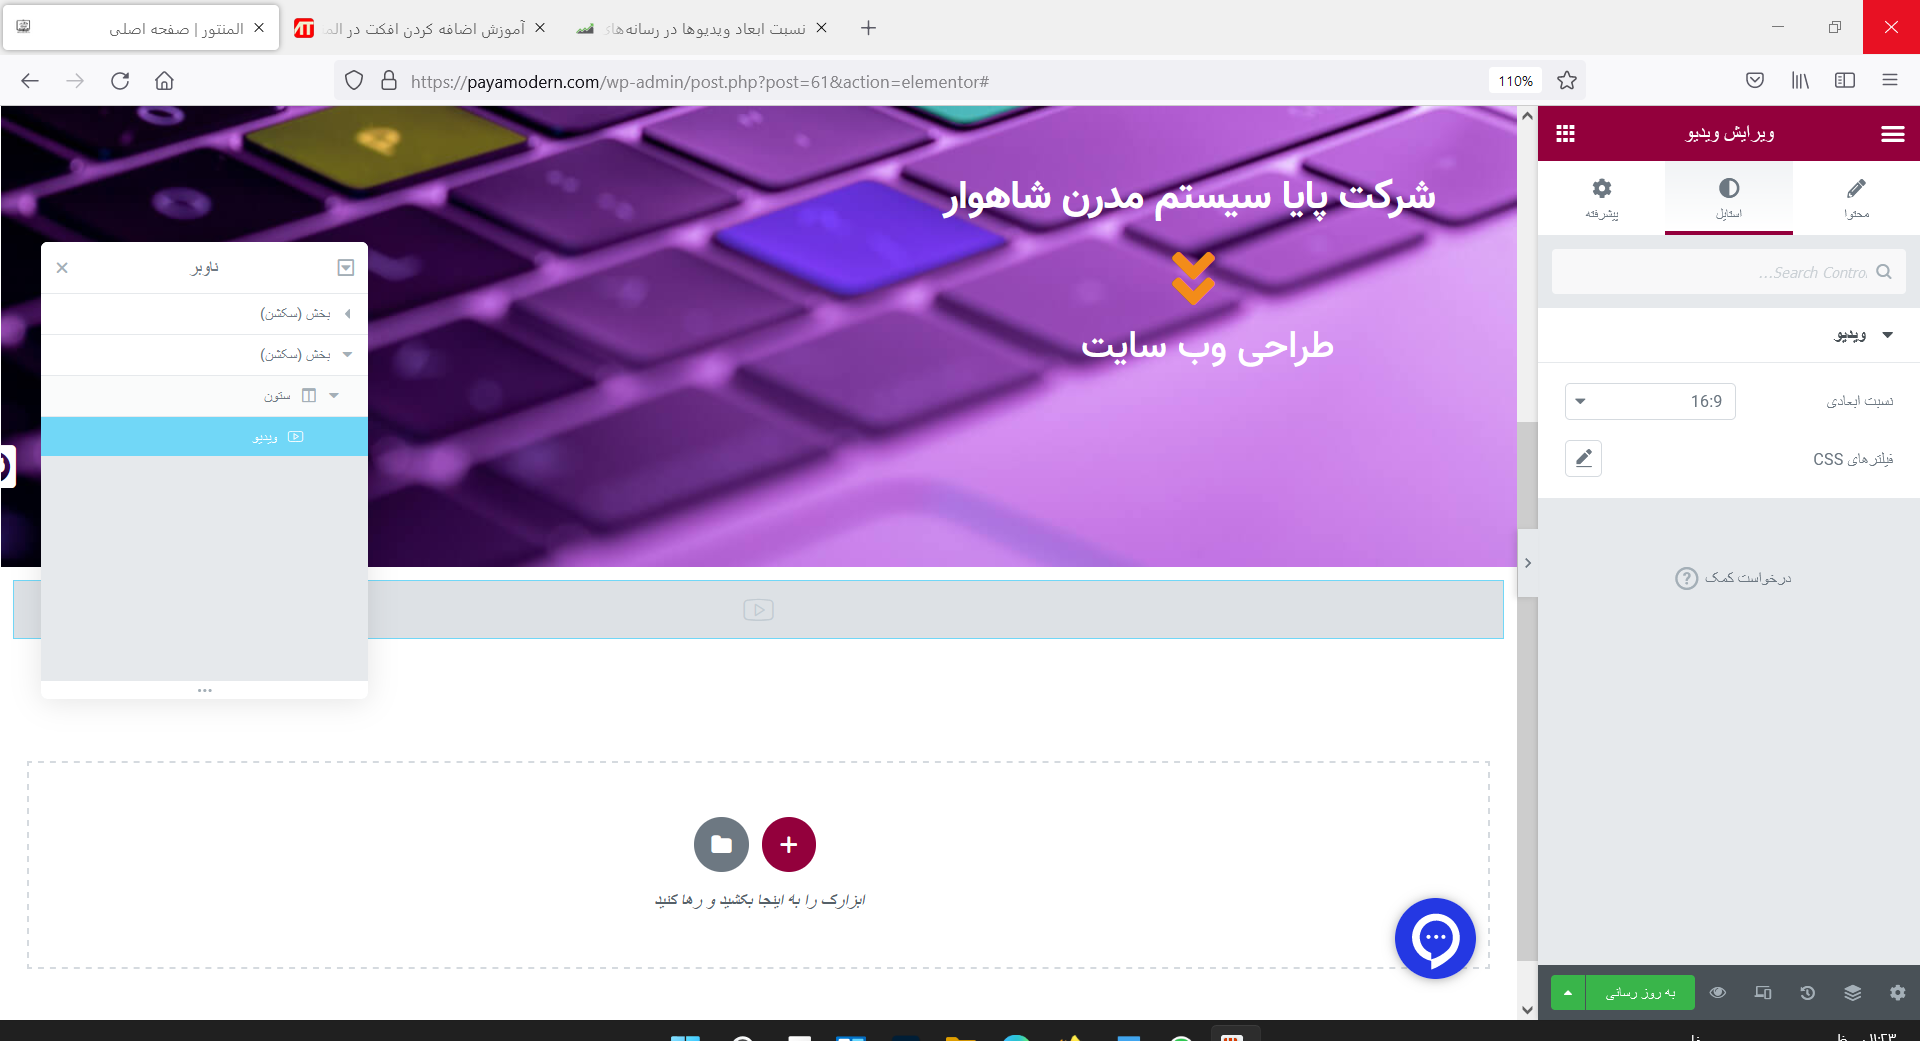 المنتور | صفحه اصلی
آموزش اضافه کردن افکت در الم
نسبت ابعاد ویدیوها در رسانه‌های
https://payamodern.com/wp-admin/post.php?post=61&action=elementor#
110%
ویرایش ویدیو
محتوا
استایل
پیشرفته
Search Contro...
ویدیو
نسبت ابعادی
16:9
فیلترهای CSS
درخواست کمک
به روز رسانی
شرکت پایا سیستم مدرن شاهوار
طراحی وب سایت
ناوبر
بخش (سکشن)
بخش (سکشن)
ستون
ویدیو
ابزارک را به اینجا بکشید و رها کنید